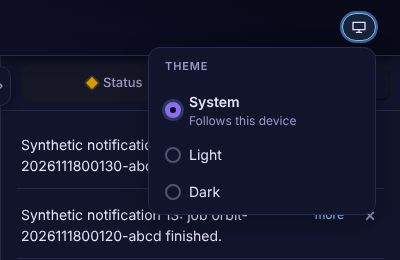 THEME
Status
System
Follows this device
Synthetic
2026111800130-abc
Light
Dark
Synthetic notification 13: job orbit-
more ×
2026111800120-abcd finished.